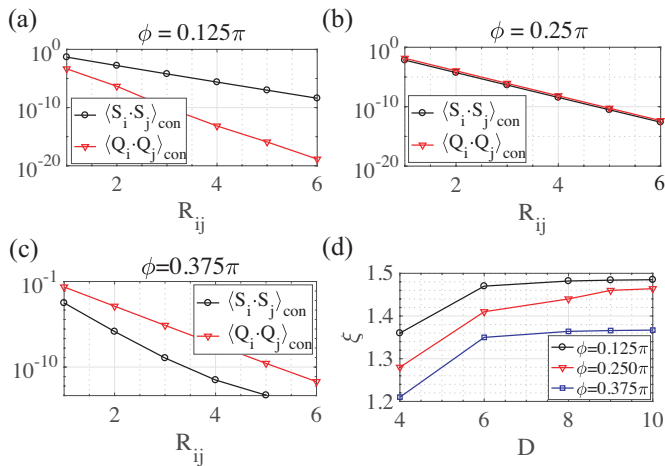 (a)
ϕ = 0.125π
10^0
10^-10
10^-20
⟨S_i·S_j⟩_con
⟨Q_i·Q_j⟩_con
2 4 6
R_ij
(b)
ϕ = 0.25π
10^0
10^-10
10^-20
⟨S_i·S_j⟩_con
⟨Q_i·Q_j⟩_con
2 4 6
R_ij
(c)
ϕ=0.375π
10^-1
10^-10
⟨S_i·S_j⟩_con
⟨Q_i·Q_j⟩_con
2 4 6
R_ij
(d)
1.5
1.4
1.3
1.2
ξ
ϕ=0.125π
ϕ=0.250π
ϕ=0.375π
4 6 8 10
D